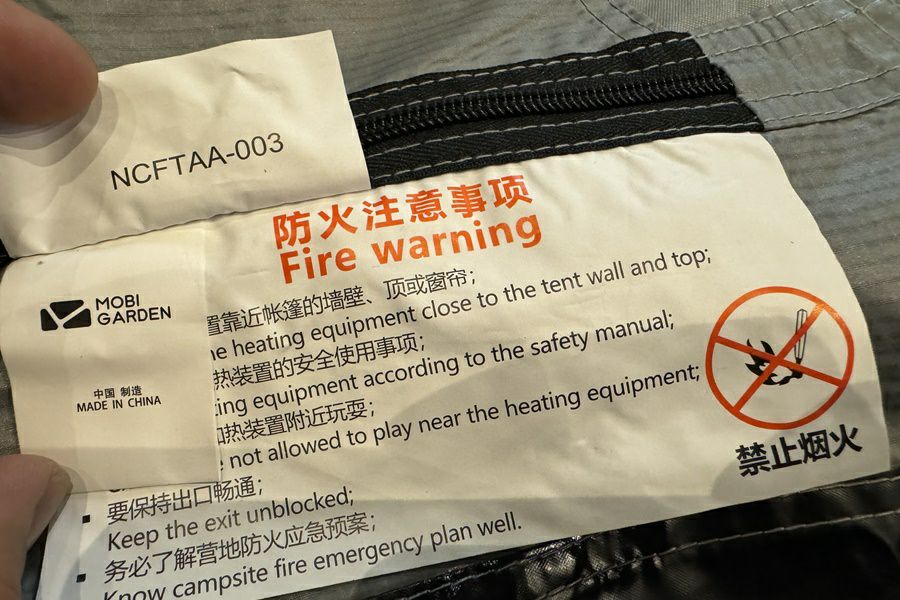 NCFTAA-003
防火注意事项
Fire warning
MOBI
GARDEN
中国 制造
MADE IN CHINA
置靠近帐篷的墙壁、顶或窗帘；
heating equipment close to the tent wall and top;
热装置的安全使用事项；
equipment according to the safety manual;
热装置附近玩耍；
not allowed to play near the heating equipment;
要保持出口畅通；
Keep the exit unblocked;
务必了解营地防火应急预案；
Know campsite fire emergency plan well.
禁止烟火